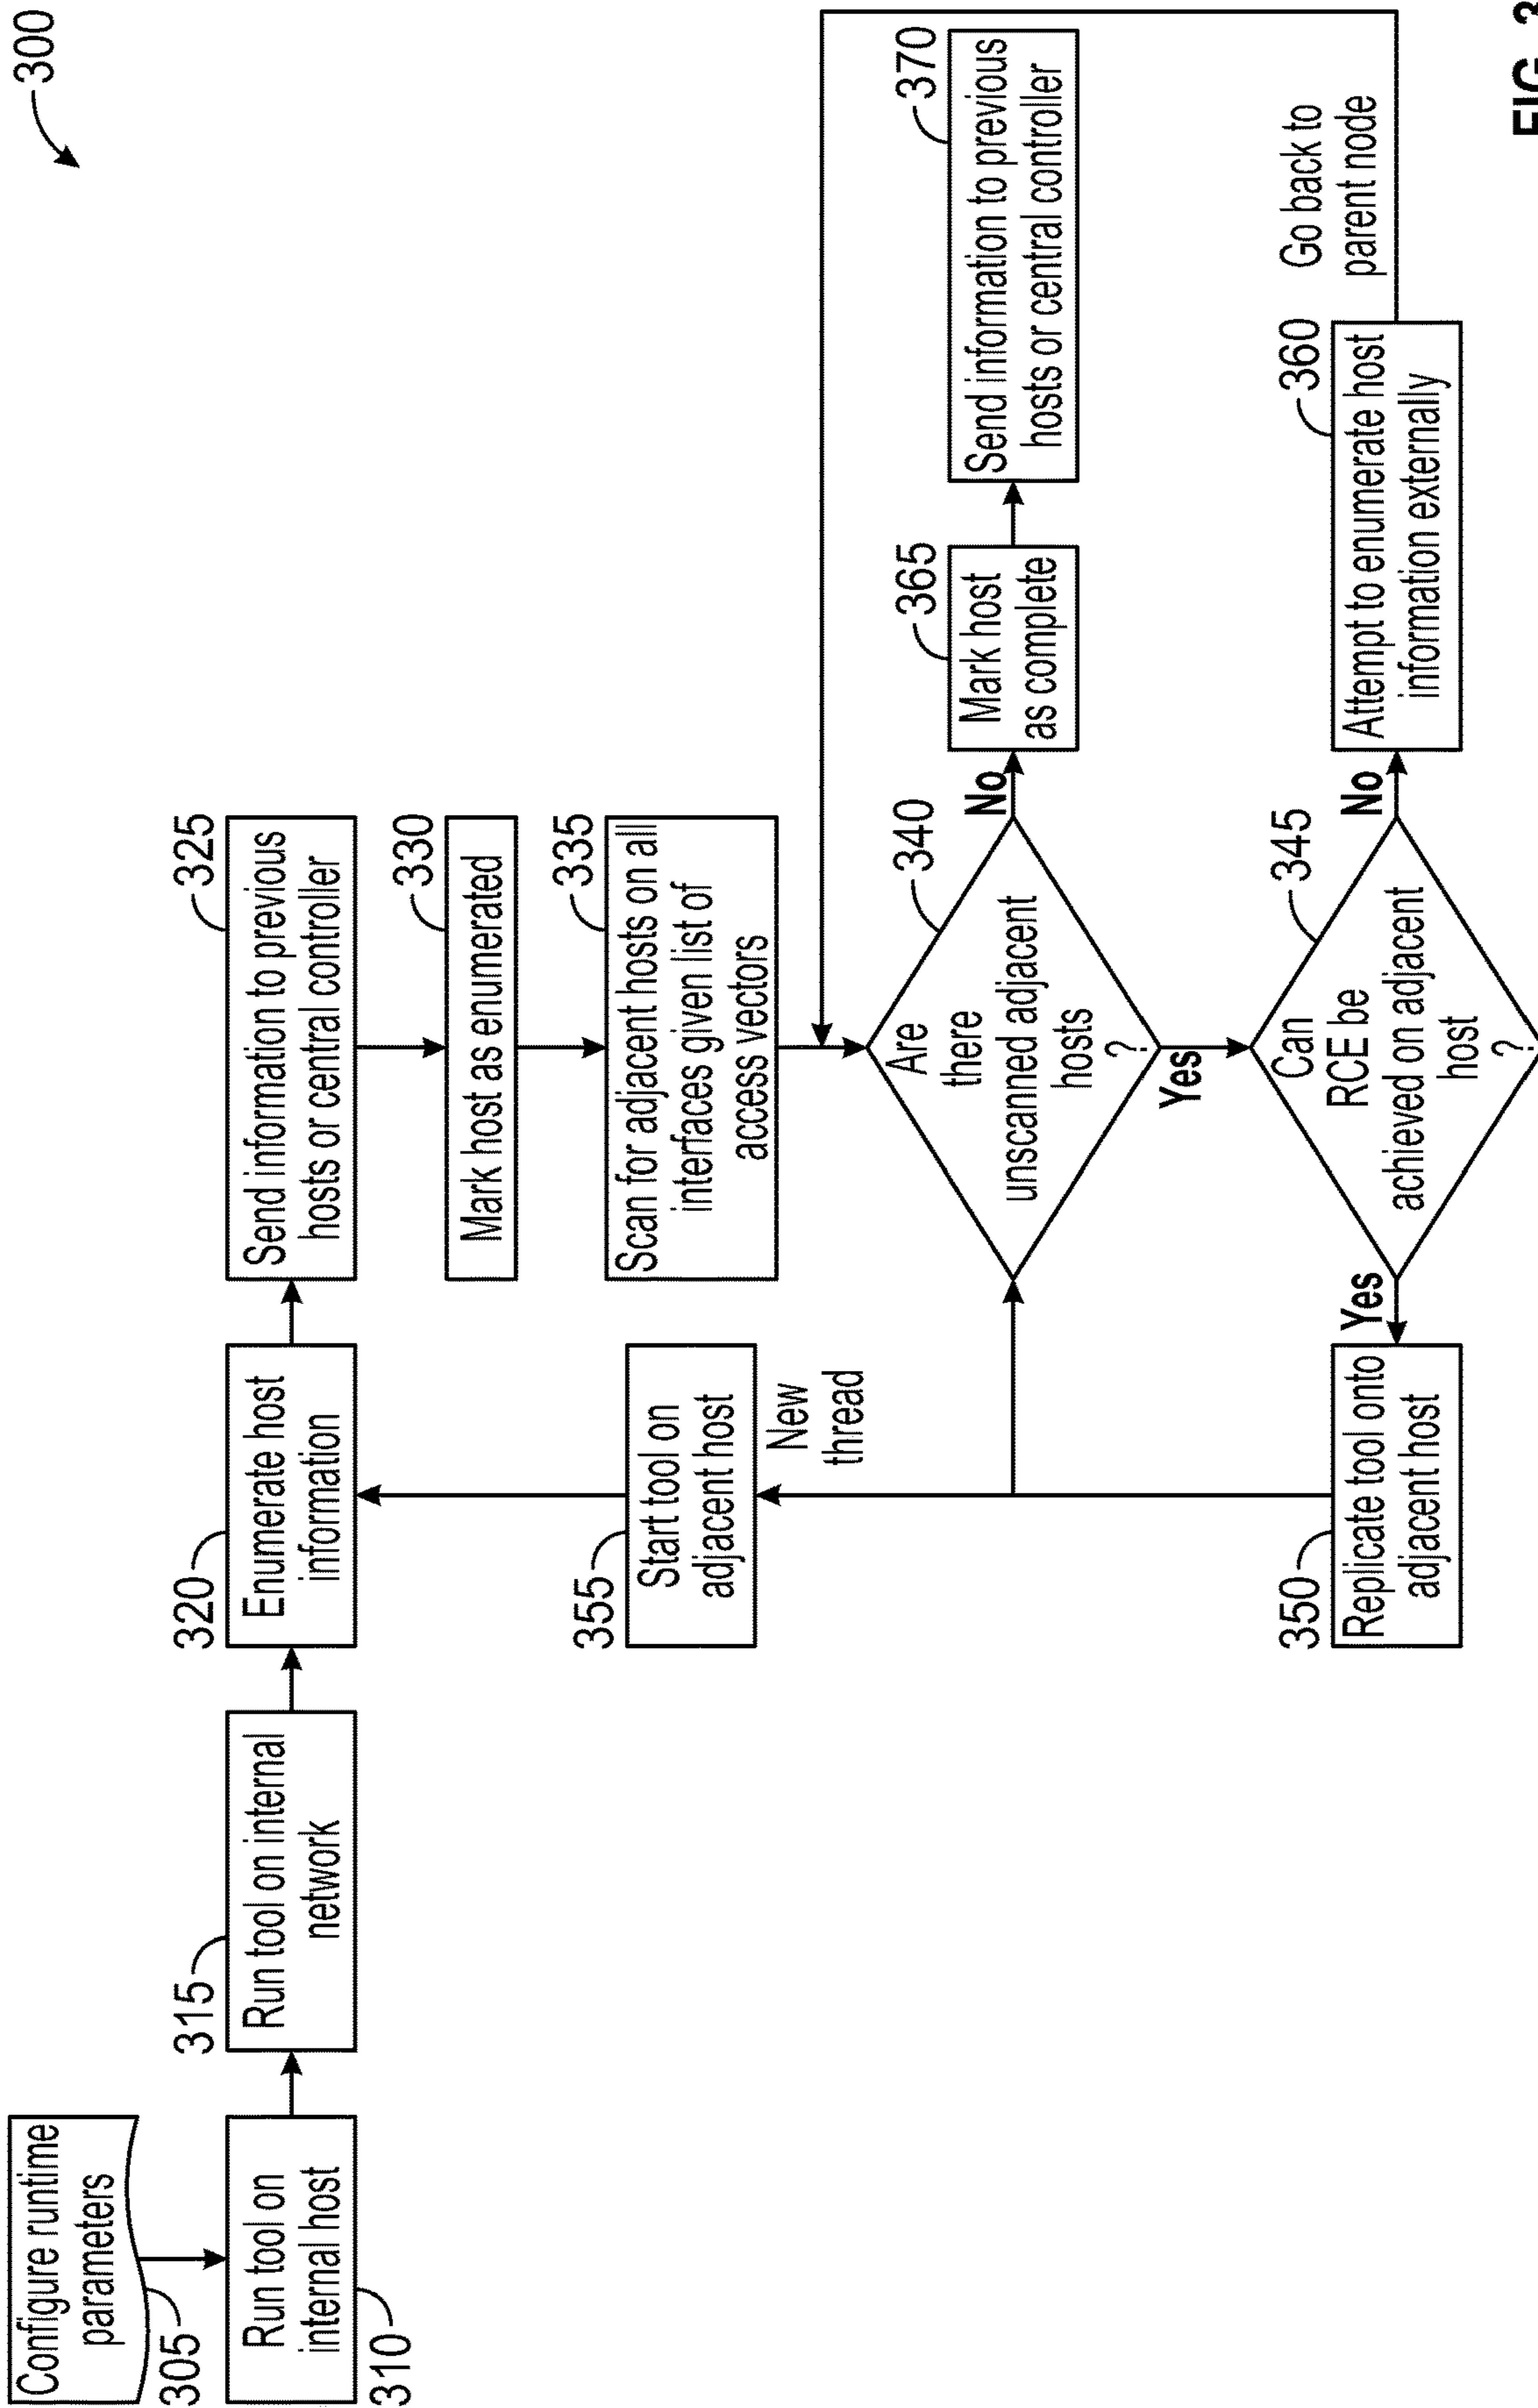 300
Configure runtime
parameters
305
Run tool on
internal host
310
315
Run tool on internal
network
320
Enumerate host
information
325
Send information to previous
hosts or central controller
330
Mark host as enumerated
335
Scan for adjacent hosts on all
interfaces given list of
access vectors
340
Are
there
unscanned adjacent
hosts
?
No
365
Mark host
as complete
370
Send information to previous
hosts or central controller
Yes
345
Can
RCE be
achieved on adjacent
host
?
No
360
Attempt to enumerate host
information externally
Go back to
parent node
Yes
350
Replicate tool onto
adjacent host
355
Start tool on
adjacent host
New
thread
FIG. 3